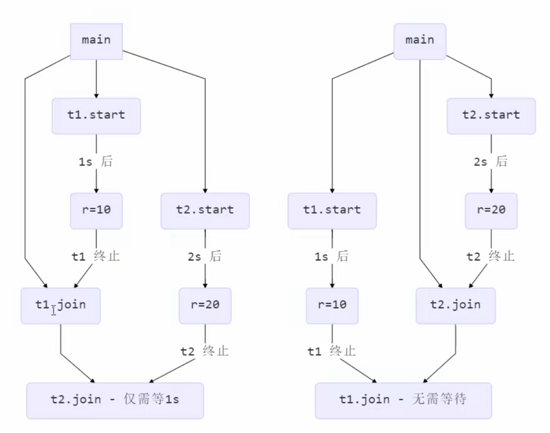 main
t1.start
1s 后
r=10
t2.start
t1 终止
2s 后
t1.join
r=20
t2 终止
t2.join - 仅需等1s
main
t2.start
2s 后
t1.start
r=20
1s 后
t2 终止
r=10
t2.join
t1 终止
t1.join - 无需等待